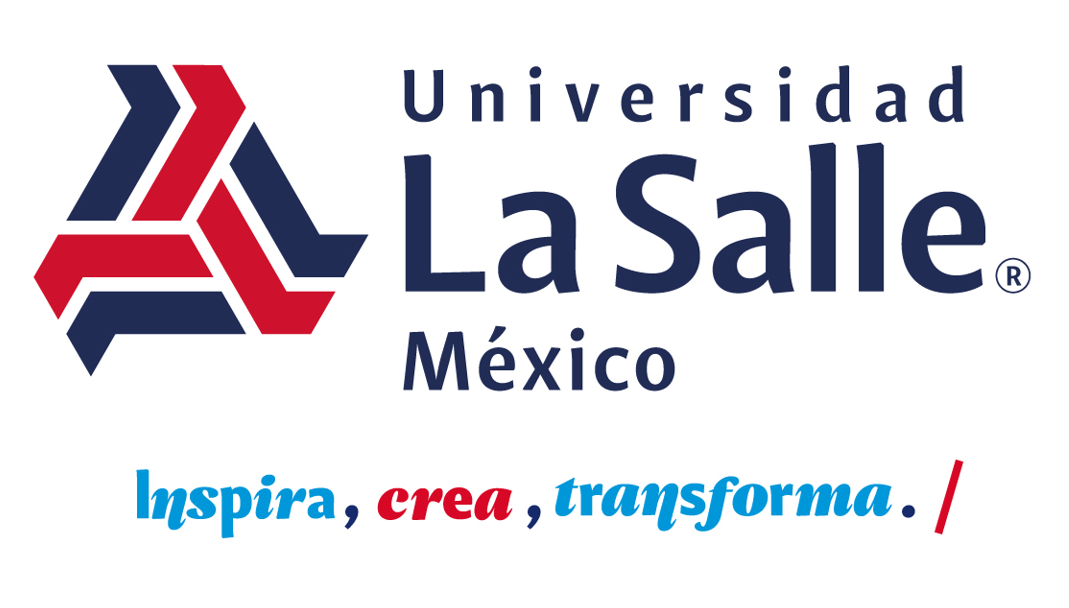 Universidad
La Salle®
México
Inspira, crea, transforma. /